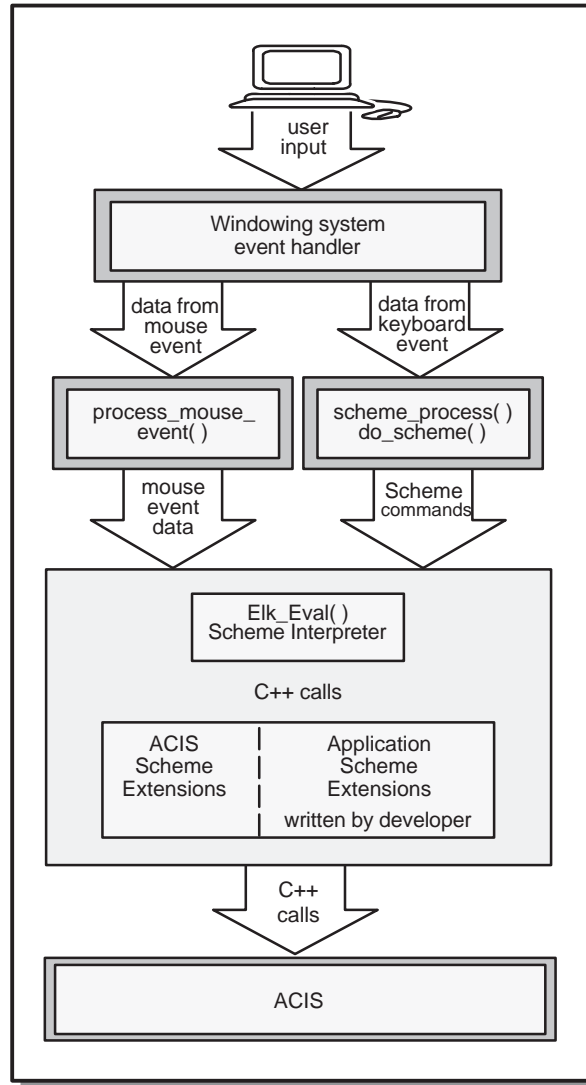 user
input
Windowing system
event handler
data from
mouse
event
data from
keyboard
event
process_mouse_
event( )
scheme_process( )
do_scheme( )
mouse
event
data
Scheme
commands
Elk_Eval( )
Scheme Interpreter
C++ calls
ACIS
Scheme
Extensions
Application
Scheme
Extensions
written by developer
C++
calls
ACIS